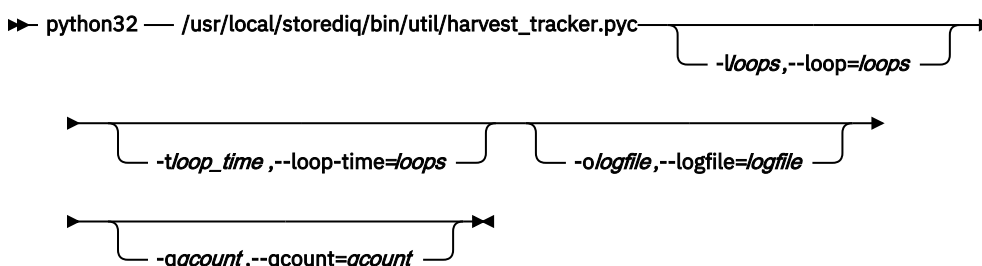 python32 /usr/local/storediq/bin/util/harvest_tracker.pyc
-lloops,--loop=loops
-tloop_time ,--loop-time=loops -ologfile,--logfile=logfile
-qqcount,--qcount=qcount